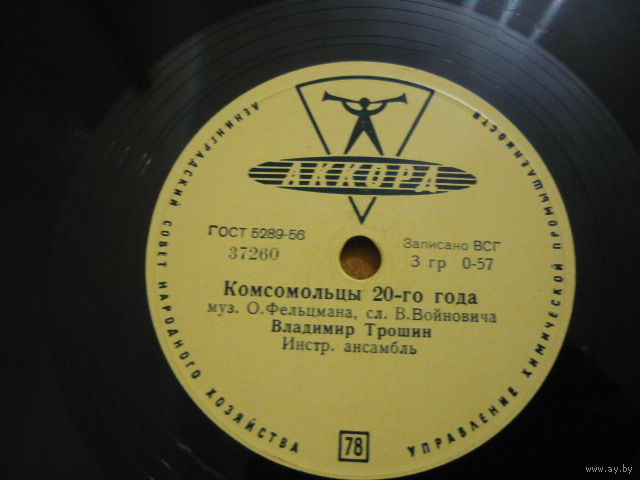 ЛЕНИНГРАДСКИЙ СОВЕТ НАРОДНОГО ХОЗЯЙСТВА
УПРАВЛЕНИЕ ХИМИЧЕСКОЙ ПРОМЫШЛЕННОСТИ
АККОРД
ГОСТ 5289-56
37260
Записано ВСГ
3 гр 0-57
Комсомольцы 20-го года
муз. О.Фельцмана, сл. В.Войновича
Владимир Трошин
Инстр. ансамбль
78
www.ay.by